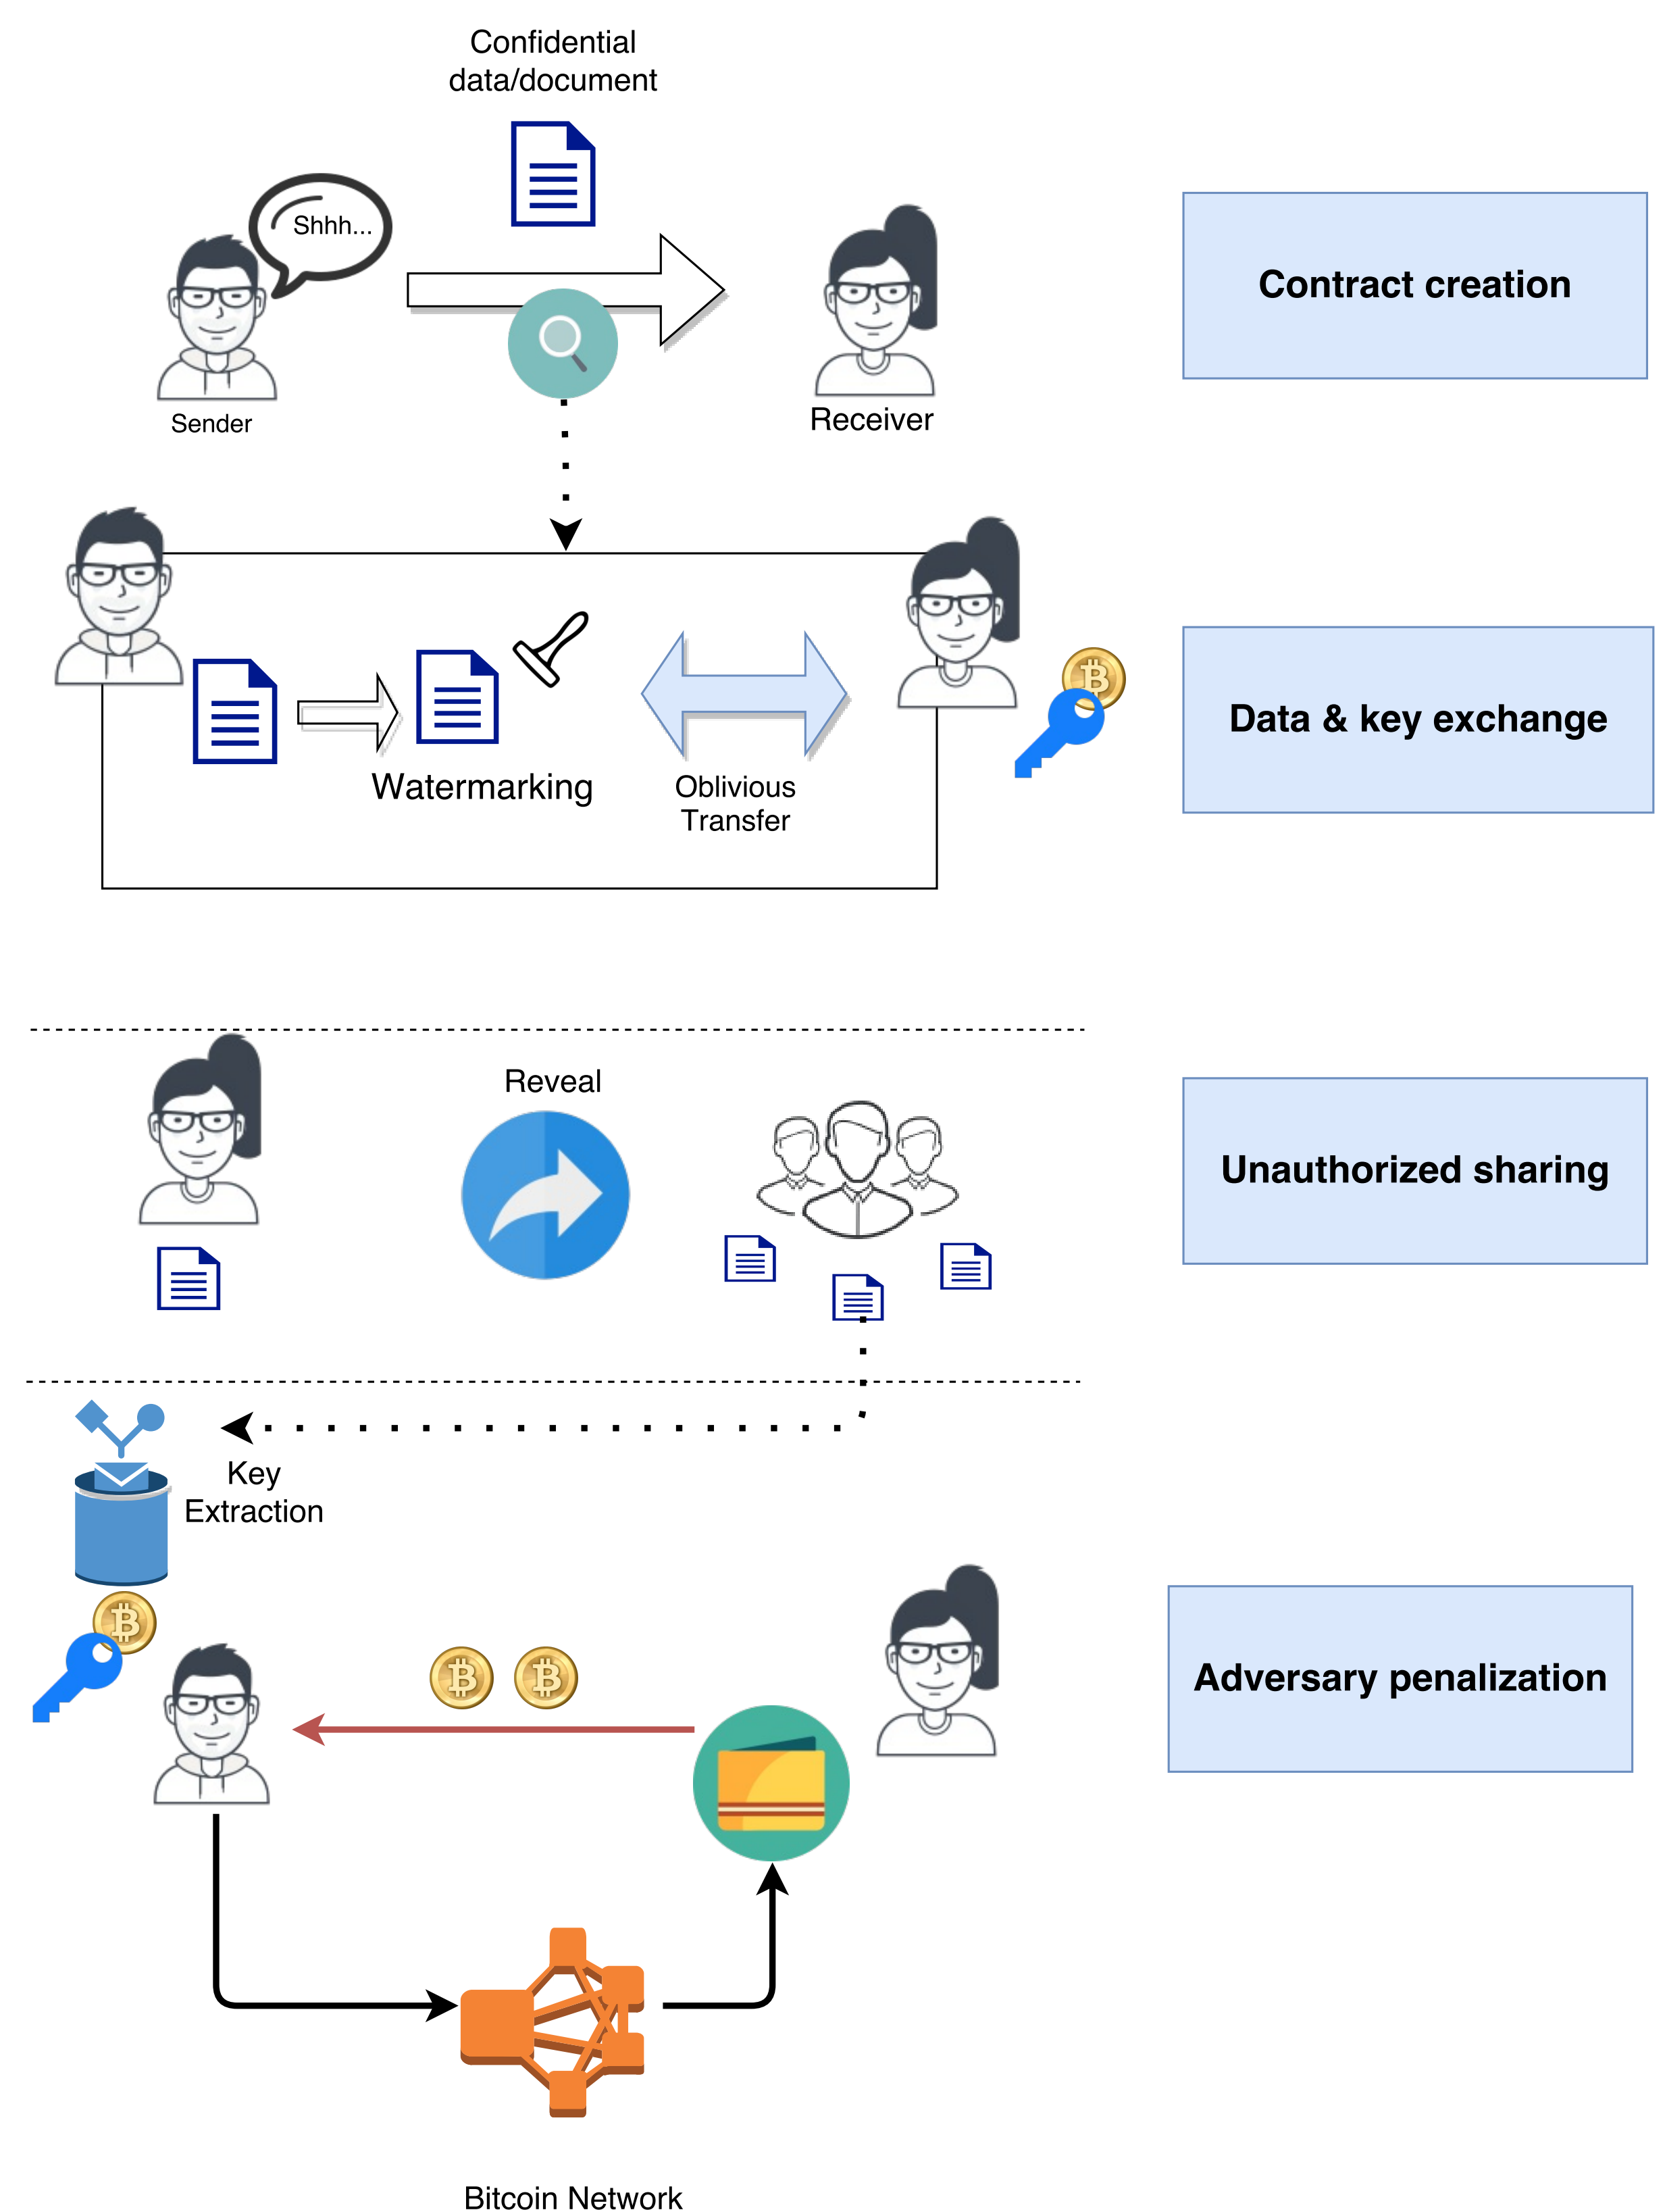 Confidential
data/document
Shhh...
Contract creation
Sender
Receiver
Data & key exchange
Watermarking
Oblivious
Transfer
Reveal
Unauthorized sharing
Key
Extraction
Adversary penalization
Bitcoin Network